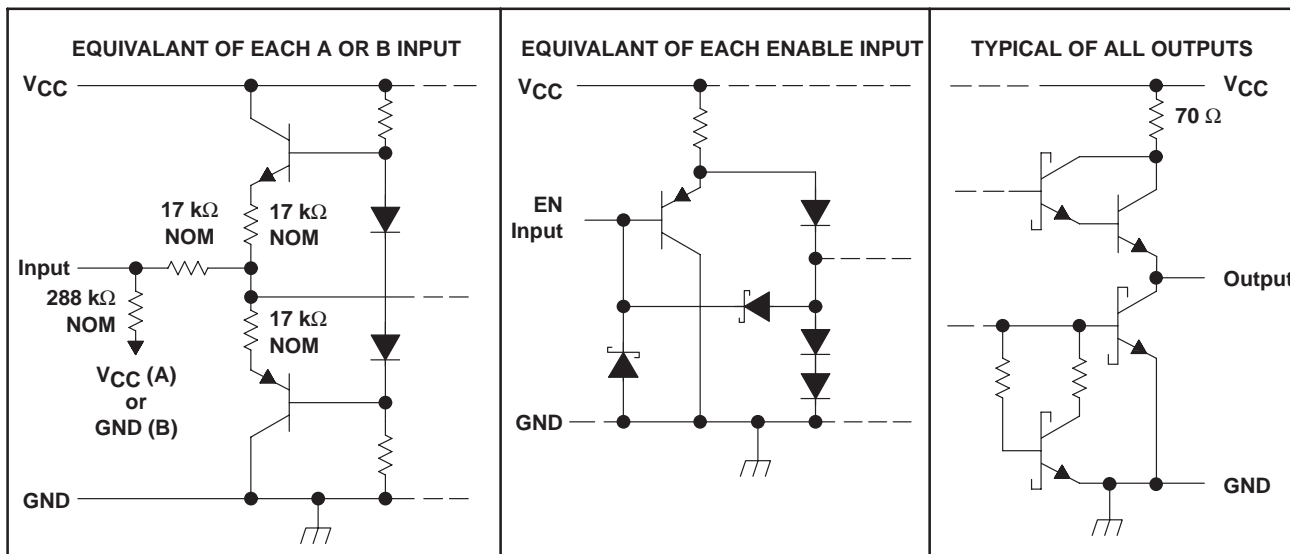 EQUIVALANT OF EACH A OR B INPUT
VCC
17 kΩ
NOM
17 kΩ
NOM
Input
288 kΩ
NOM
17 kΩ
NOM
VCC (A)
or
GND (B)
GND
EQUIVALANT OF EACH ENABLE INPUT
VCC
EN
Input
GND
TYPICAL OF ALL OUTPUTS
VCC
70 Ω
Output
GND